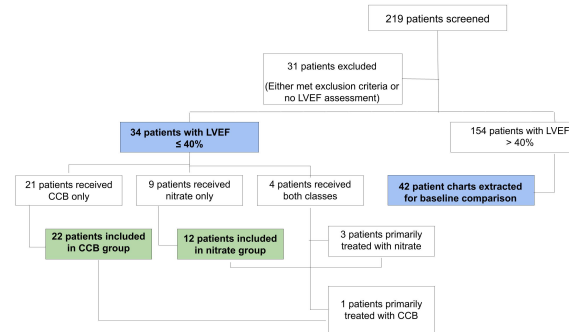 219 patients screened
31 patients excluded
(Either met exclusion criteria or
no LVEF assessment)
34 patients with LVEF
≤ 40%
154 patients with LVEF
> 40%
21 patients received
CCB only
9 patients received
nitrate only
4 patients received
both classes
42 patient charts extracted
for baseline comparison
22 patients included
in CCB group
12 patients included
in nitrate group
3 patients primarily
treated with nitrate
1 patients primarily
treated with CCB